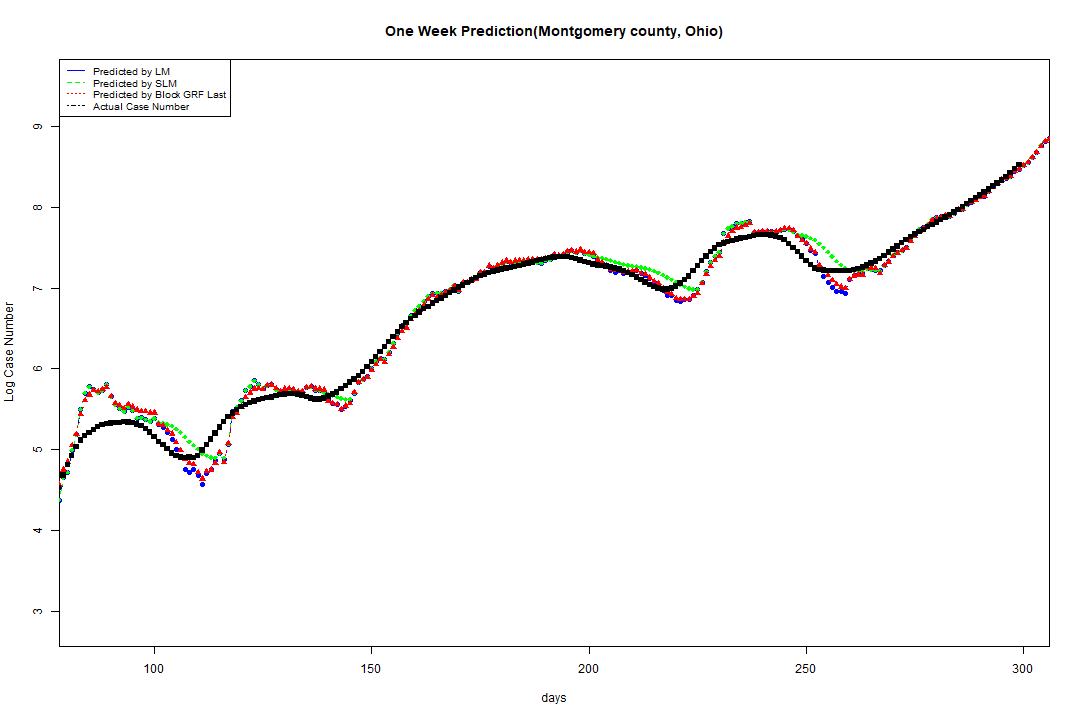 One Week Prediction(Montgomery county, Ohio)
Predicted by LM
Predicted by SLM
Predicted by Block GRF Last
Actual Case Number
Log Case Number
9
8
7
6
5
4
3
100 150 200 250 300
days